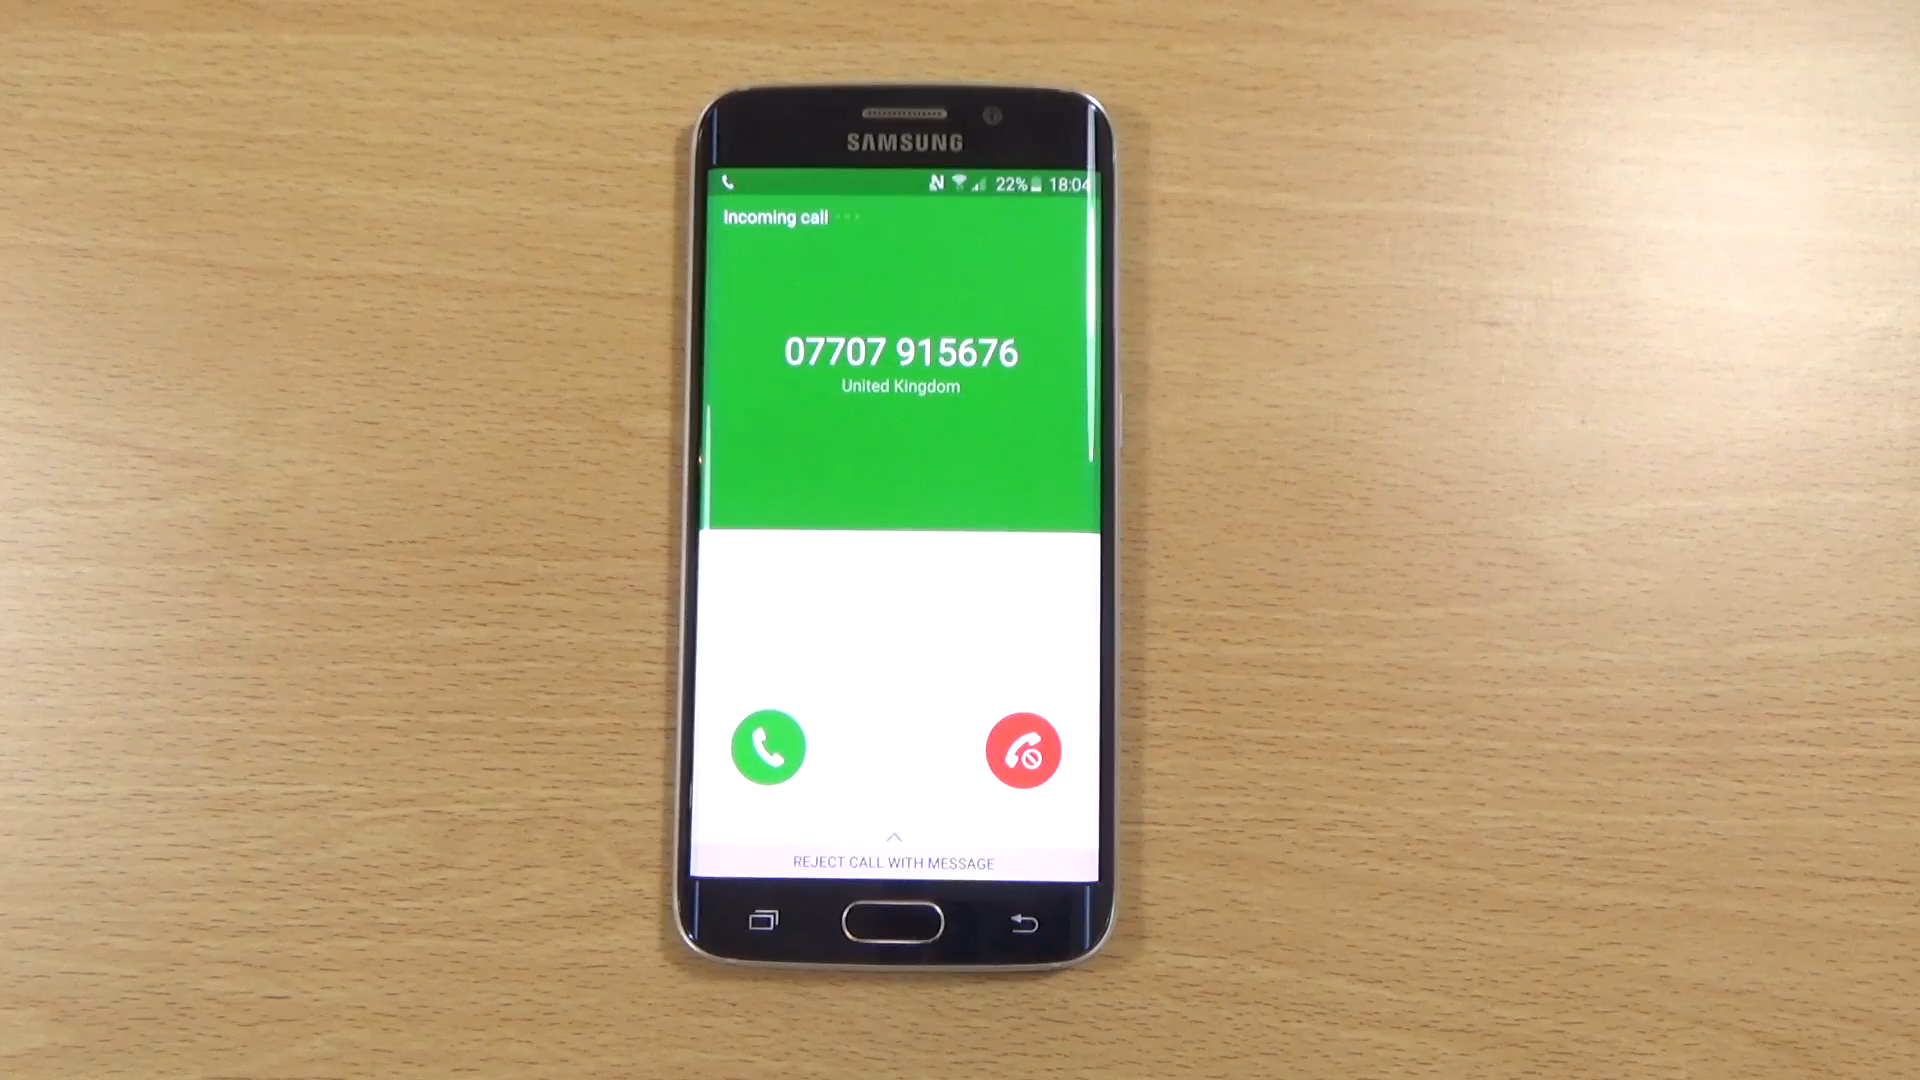 SAMSUNG
22% 18:04
Incoming call
07707 915676
United Kingdom
REJECT CALL WITH MESSAGE